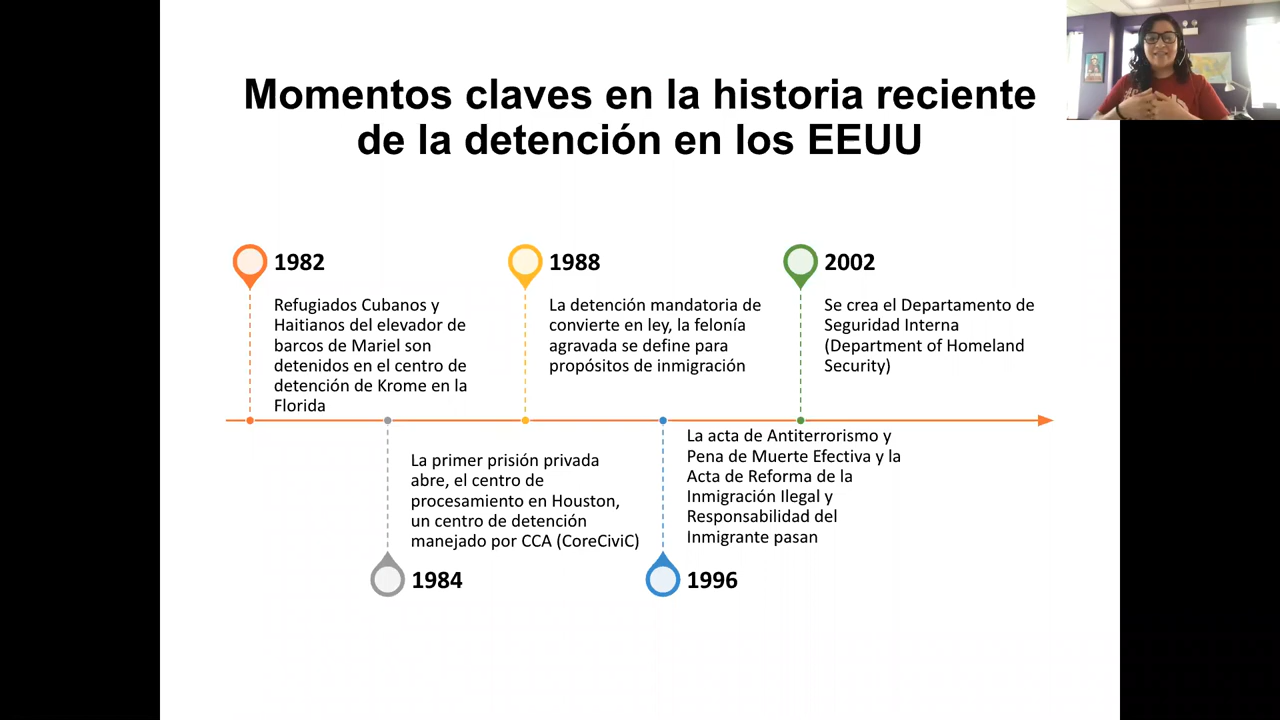 Momentos claves en la historia reciente
de la detención en los EEUU
1982
Refugiados Cubanos y
Haitianos del elevador de
barcos de Mariel son
detenidos en el centro de
detención de Krome en la
Florida
1988
La detención mandatoria de
convierte en ley, la felonía
agravada se define para
propósitos de inmigración
2002
Se crea el Departamento de
Seguridad Interna
(Department of Homeland
Security)
La primer prisión privada
abre, el centro de
procesamiento en Houston,
un centro de detención
manejado por CCA (CoreCiviC)
1984
La acta de Antiterrorismo y
Pena de Muerte Efectiva y la
Acta de Reforma de la
Inmigración Ilegal y
Responsabilidad del
Inmigrante pasan
1996